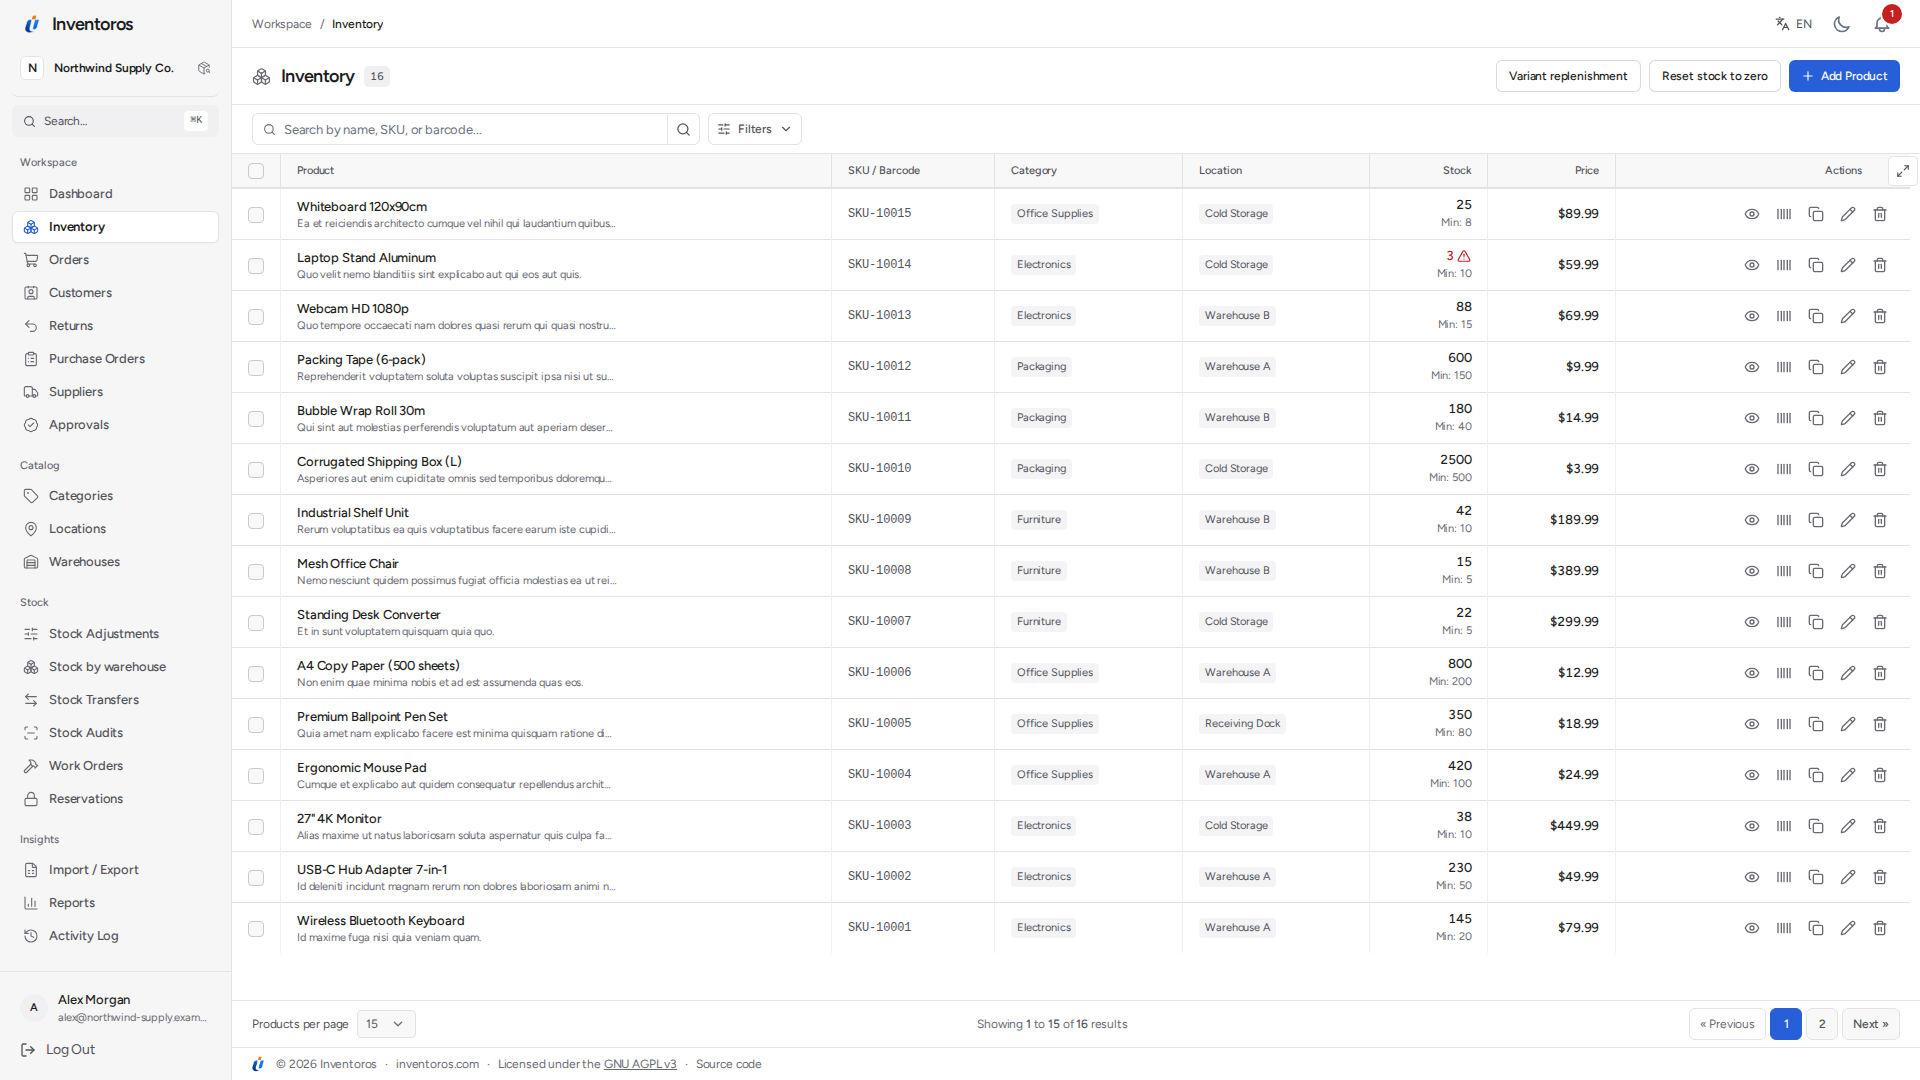 Inventoros
N Northwind Supply Co.
Search... ⌘K
Workspace
Dashboard
Inventory
Orders
Customers
Returns
Purchase Orders
Suppliers
Approvals
Catalog
Categories
Locations
Warehouses
Stock
Stock Adjustments
Stock by warehouse
Stock Transfers
Stock Audits
Work Orders
Reservations
Insights
Import / Export
Reports
Activity Log
A Alex Morgan
alex@northwind-supply.exam...
Log Out
Workspace / Inventory
EN 1
Inventory 16
Variant replenishment Reset stock to zero + Add Product
Search by name, SKU, or barcode... Filters
Product SKU / Barcode Category Location Stock Price Actions
Whiteboard 120x90cm SKU-10015 Office Supplies Cold Storage 25 $89.99
Ea et reiciendis architecto cumque vel nihil qui laudantium quibus... Min: 8
Laptop Stand Aluminum SKU-10014 Electronics Cold Storage 3 $59.99
Quo velit nemo blanditiis sint explicabo aut qui eos aut quis. Min: 10
Webcam HD 1080p SKU-10013 Electronics Warehouse B 88 $69.99
Quo tempore occaecati nam dolores quasi rerum qui quasi nostru... Min: 15
Packing Tape (6-pack) SKU-10012 Packaging Warehouse A 600 $9.99
Reprehenderit voluptatem soluta voluptas suscipit ipsa nisi ut su... Min: 150
Bubble Wrap Roll 30m SKU-10011 Packaging Warehouse B 180 $14.99
Qui sint aut molestias perferendis voluptatum aut aperiam deser... Min: 40
Corrugated Shipping Box (L) SKU-10010 Packaging Cold Storage 2500 $3.99
Asperiores aut enim cupiditate omnis sed temporibus doloremqu... Min: 500
Industrial Shelf Unit SKU-10009 Furniture Warehouse B 42 $189.99
Rerum voluptatibus ea quis voluptatibus facere earum iste cupidi... Min: 10
Mesh Office Chair SKU-10008 Furniture Warehouse B 15 $389.99
Nemo nesciunt quidem possimus fugiat officia molestias ea ut rei... Min: 5
Standing Desk Converter SKU-10007 Furniture Cold Storage 22 $299.99
Et in sunt voluptatem quisquam quia quo. Min: 5
A4 Copy Paper (500 sheets) SKU-10006 Office Supplies Warehouse A 800 $12.99
Non enim quae minima nobis et ad est assumenda quas eos. Min: 200
Premium Ballpoint Pen Set SKU-10005 Office Supplies Receiving Dock 350 $18.99
Quia amet nam explicabo facere est minima quisquam ratione di... Min: 80
Ergonomic Mouse Pad SKU-10004 Office Supplies Warehouse A 420 $24.99
Cumque et explicabo aut quidem consequatur repellendus archit... Min: 100
27" 4K Monitor SKU-10003 Electronics Cold Storage 38 $449.99
Alias maxime ut natus laboriosam soluta aspernatur quis culpa fa... Min: 10
USB-C Hub Adapter 7-in-1 SKU-10002 Electronics Warehouse A 230 $49.99
Id deleniti incidunt magnam rerum non dolores laboriosam animi n... Min: 50
Wireless Bluetooth Keyboard SKU-10001 Electronics Warehouse A 145 $79.99
Id maxime fuga nisi quia veniam quam. Min: 20
Products per page 15 Showing 1 to 15 of 16 results « Previous 1 2 Next »
© 2026 Inventoros · inventoros.com · Licensed under the GNU AGPL v3 · Source code